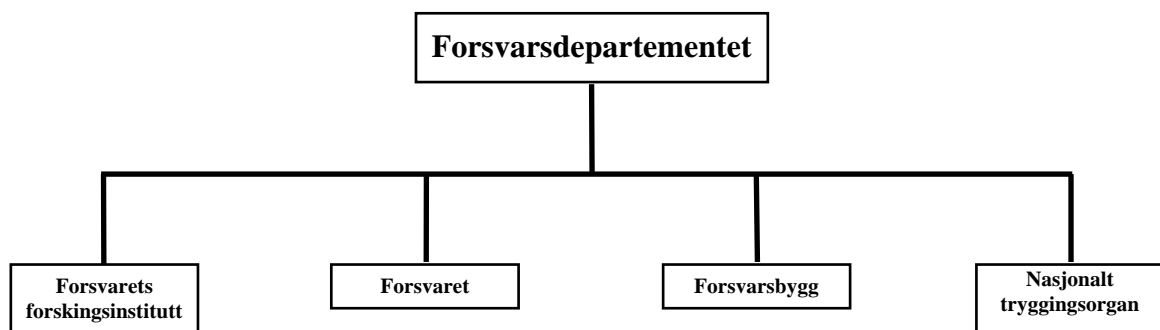 Forsvarsdepartementet
Forsvarets
forskingsinstitutt
Forsvaret
Forsvarsbygg
Nasjonalt
tryggingsorgan